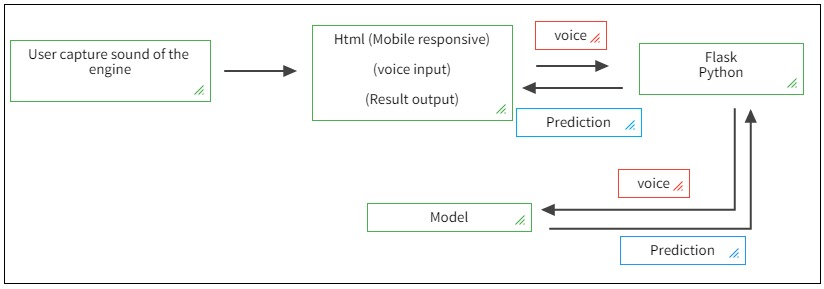 User capture sound of the
engine
Html (Mobile responsive)
(voice input)
(Result output)
voice
Prediction
Flask
Python
voice
Model
Prediction